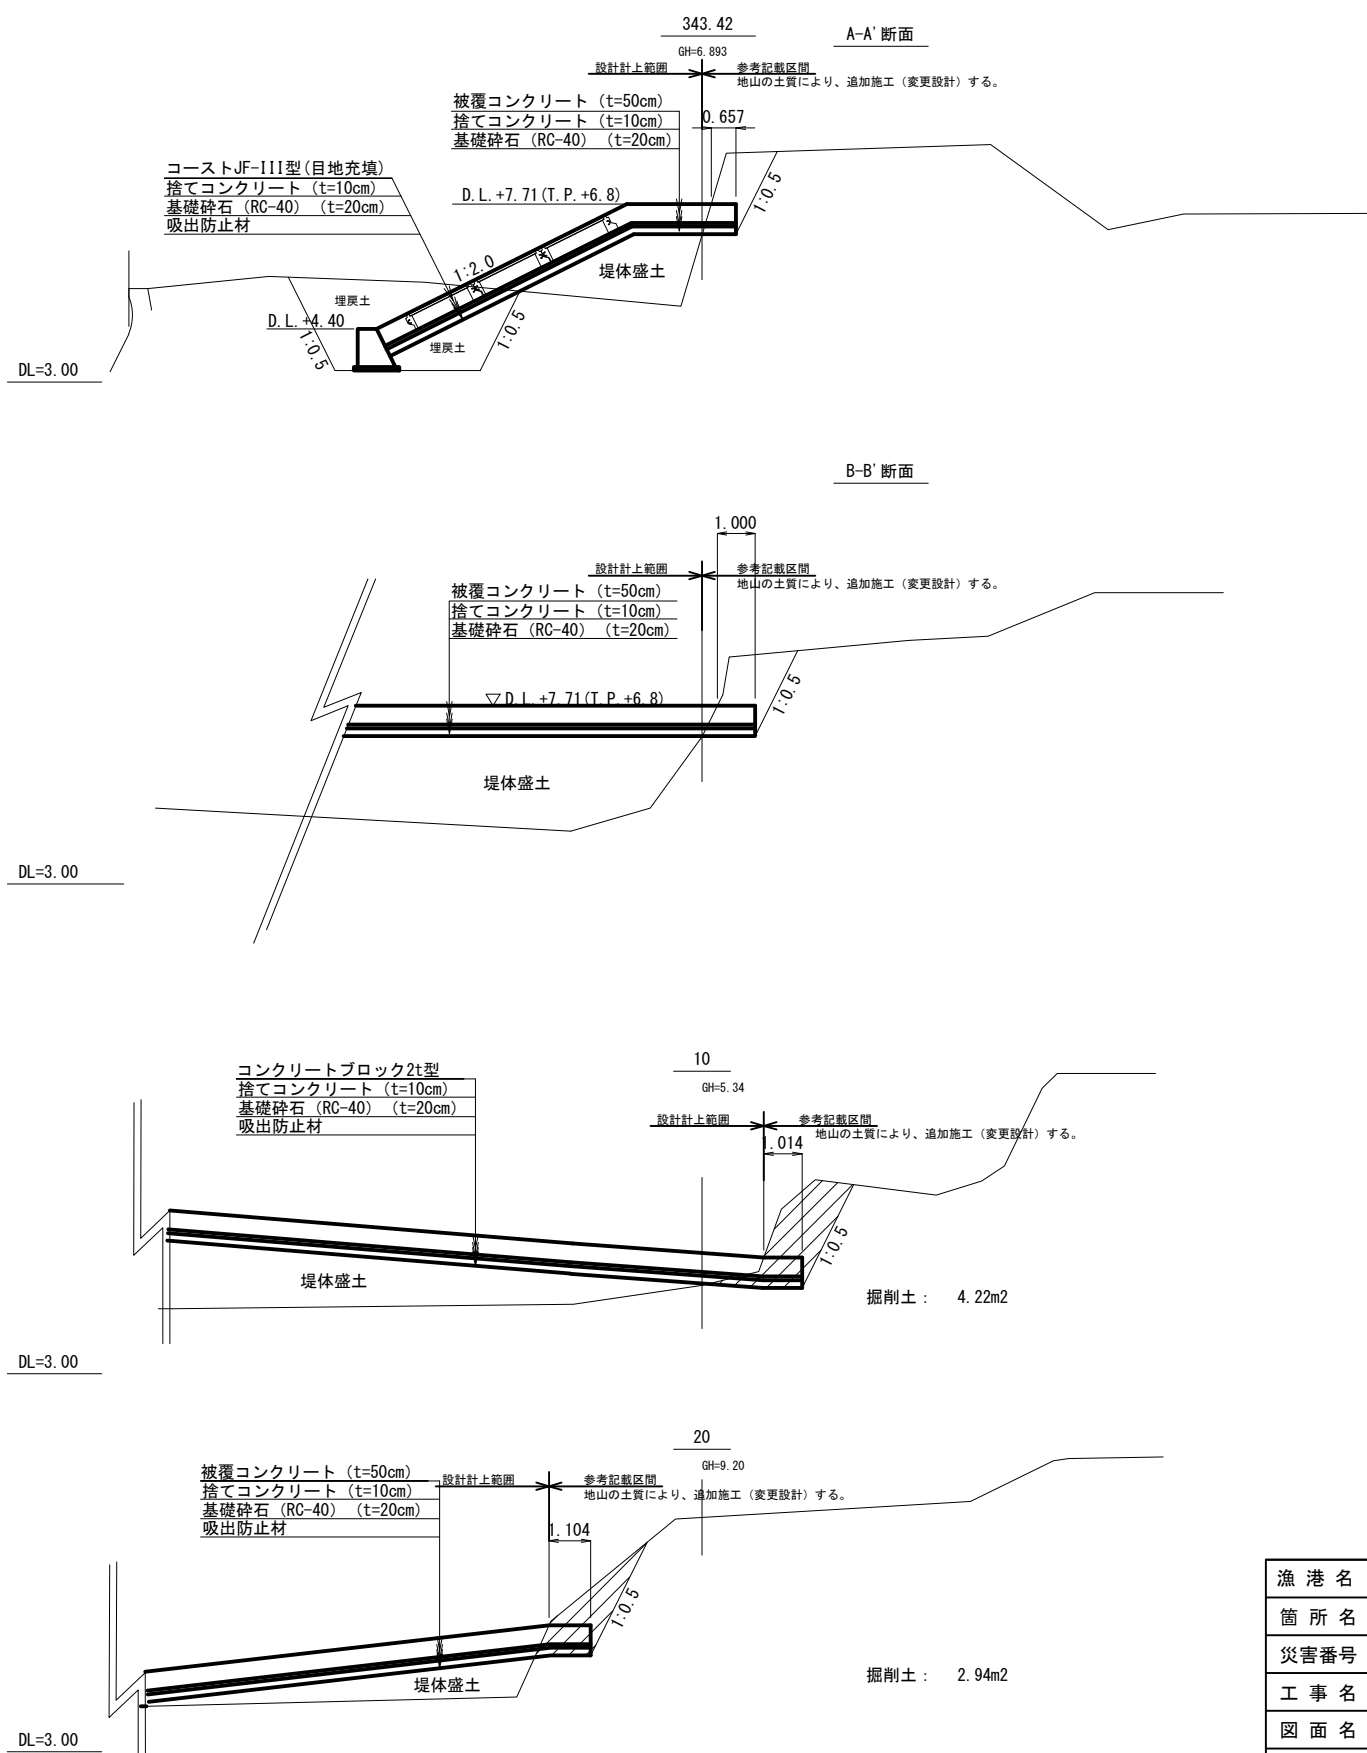 343.42
A-A'断面
GH=6.893
設計計上範囲
参考記載区間
地山の土質により、追加施工（変更設計）する。
被覆コンクリート（t=50cm）
捨てコンクリート（t=10cm）
基礎砕石（RC-40）（t=20cm）
0.657
コーストJF-III型(目地充填)
捨てコンクリート（t=10cm）
基礎砕石（RC-40）（t=20cm）
吸出防止材
D.L.+7.71(T.P.+6.8)
1:0.5
1:2.0
堤体盛土
埋戻土
D.L.+4.40
1:0.5
埋戻土
1:0.5
DL=3.00
B-B'断面
1.000
設計計上範囲
参考記載区間
地山の土質により、追加施工（変更設計）する。
被覆コンクリート（t=50cm）
捨てコンクリート（t=10cm）
基礎砕石（RC-40）（t=20cm）
▽D.L.+7.71(T.P.+6.8)
1:0.5
堤体盛土
DL=3.00
10
GH=5.34
コンクリートブロック2t型
捨てコンクリート（t=10cm）
基礎砕石（RC-40）（t=20cm）
吸出防止材
設計計上範囲
参考記載区間
地山の土質により、追加施工（変更設計）する。
1.014
1:0.5
堤体盛土
掘削土： 4.22m2
DL=3.00
20
GH=9.20
被覆コンクリート（t=50cm）
捨てコンクリート（t=10cm）
基礎砕石（RC-40）（t=20cm）
吸出防止材
設計計上範囲
参考記載区間
地山の土質により、追加施工（変更設計）する。
1.104
1:0.5
堤体盛土
掘削土： 2.94m2
DL=3.00
漁港名
箇所名
災害番号
工事名
図面名